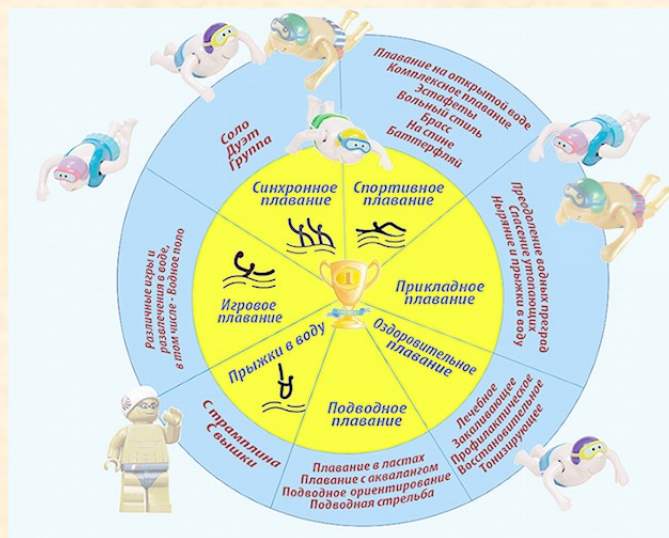 Соло
Дуэт
Группа
Плавание на открытой воде
Комплексное плавание
Эстафеты
Вольный стиль
Брасс
На спине
Баттерфляй
Синхронное
плавание
Спортивное
плавание
Преодоление водных преград
Спасение утопающих
Ныряние и прыжки в воду
Различные игры и
развлечения в воде,
в том числе - Водное поло
Игровое
плавание
1
Прикладное
плавание
Прыжки в воду
Оздоровительное
плавание
Подводное
плавание
С трамплина
С вышки
Лечебное
Закаливающее
Профилактическое
Восстановительное
Тонизирующее
Плавание в ластах
Плавание с аквалангом
Подводное ориентирование
Подводная стрельба